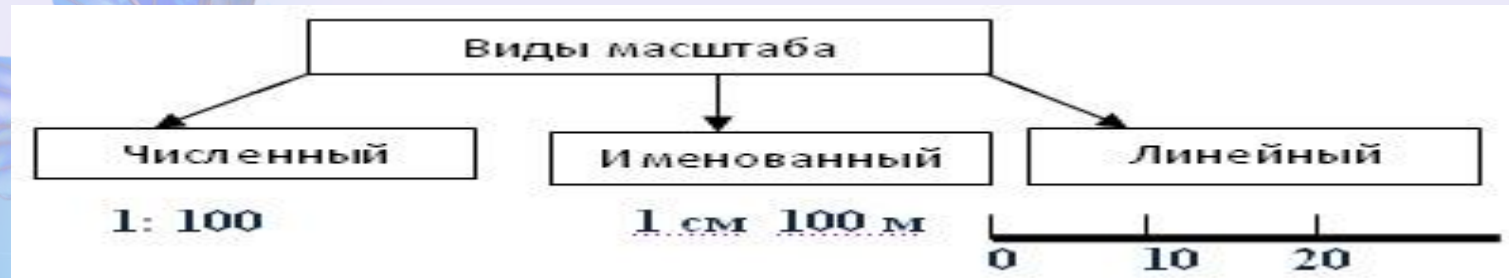 Виды масштаба
Численный
Именованный
Линейный
1: 100
1 см 100 м
0 10 20